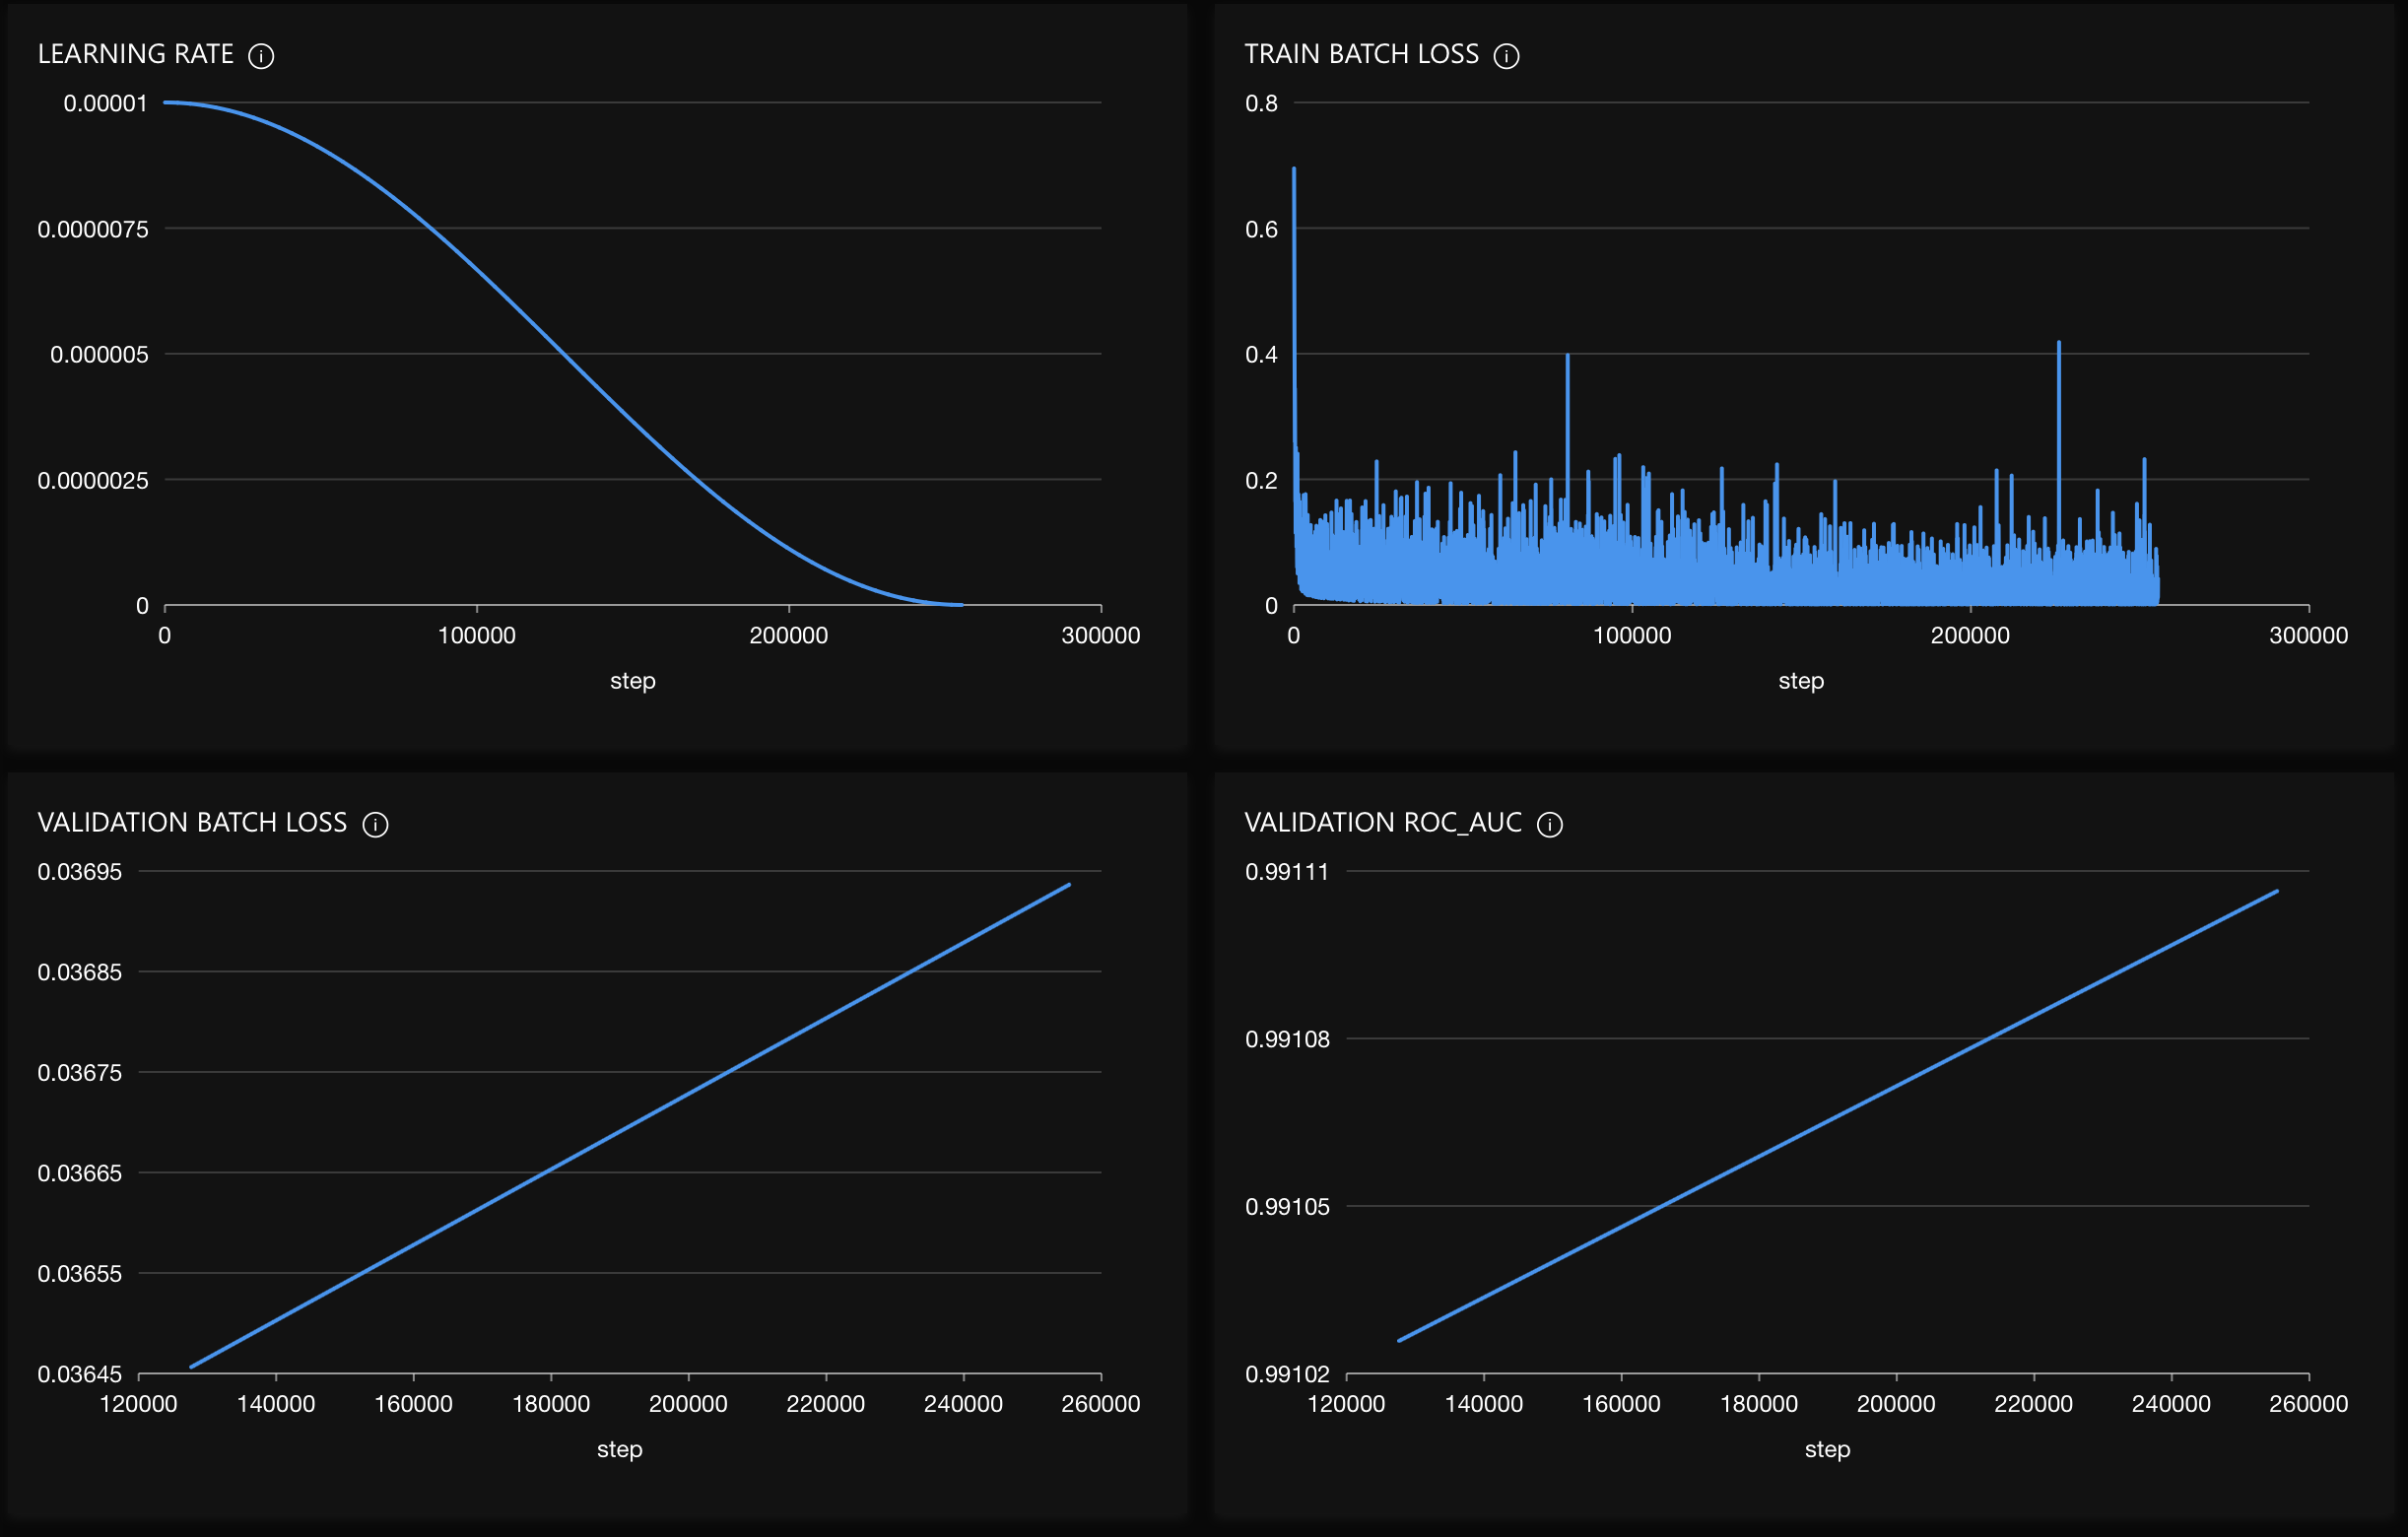 LEARNING RATE
0.00001
0.0000075
0.000005
0.0000025
0
0 100000 200000 300000
step
TRAIN BATCH LOSS
0.8
0.6
0.4
0.2
0
0 100000 200000 300000
step
VALIDATION BATCH LOSS
0.03695
0.03685
0.03675
0.03665
0.03655
0.03645
120000 140000 160000 180000 200000 220000 240000 260000
step
VALIDATION ROC_AUC
0.99111
0.99108
0.99105
0.99102
120000 140000 160000 180000 200000 220000 240000 260000
step